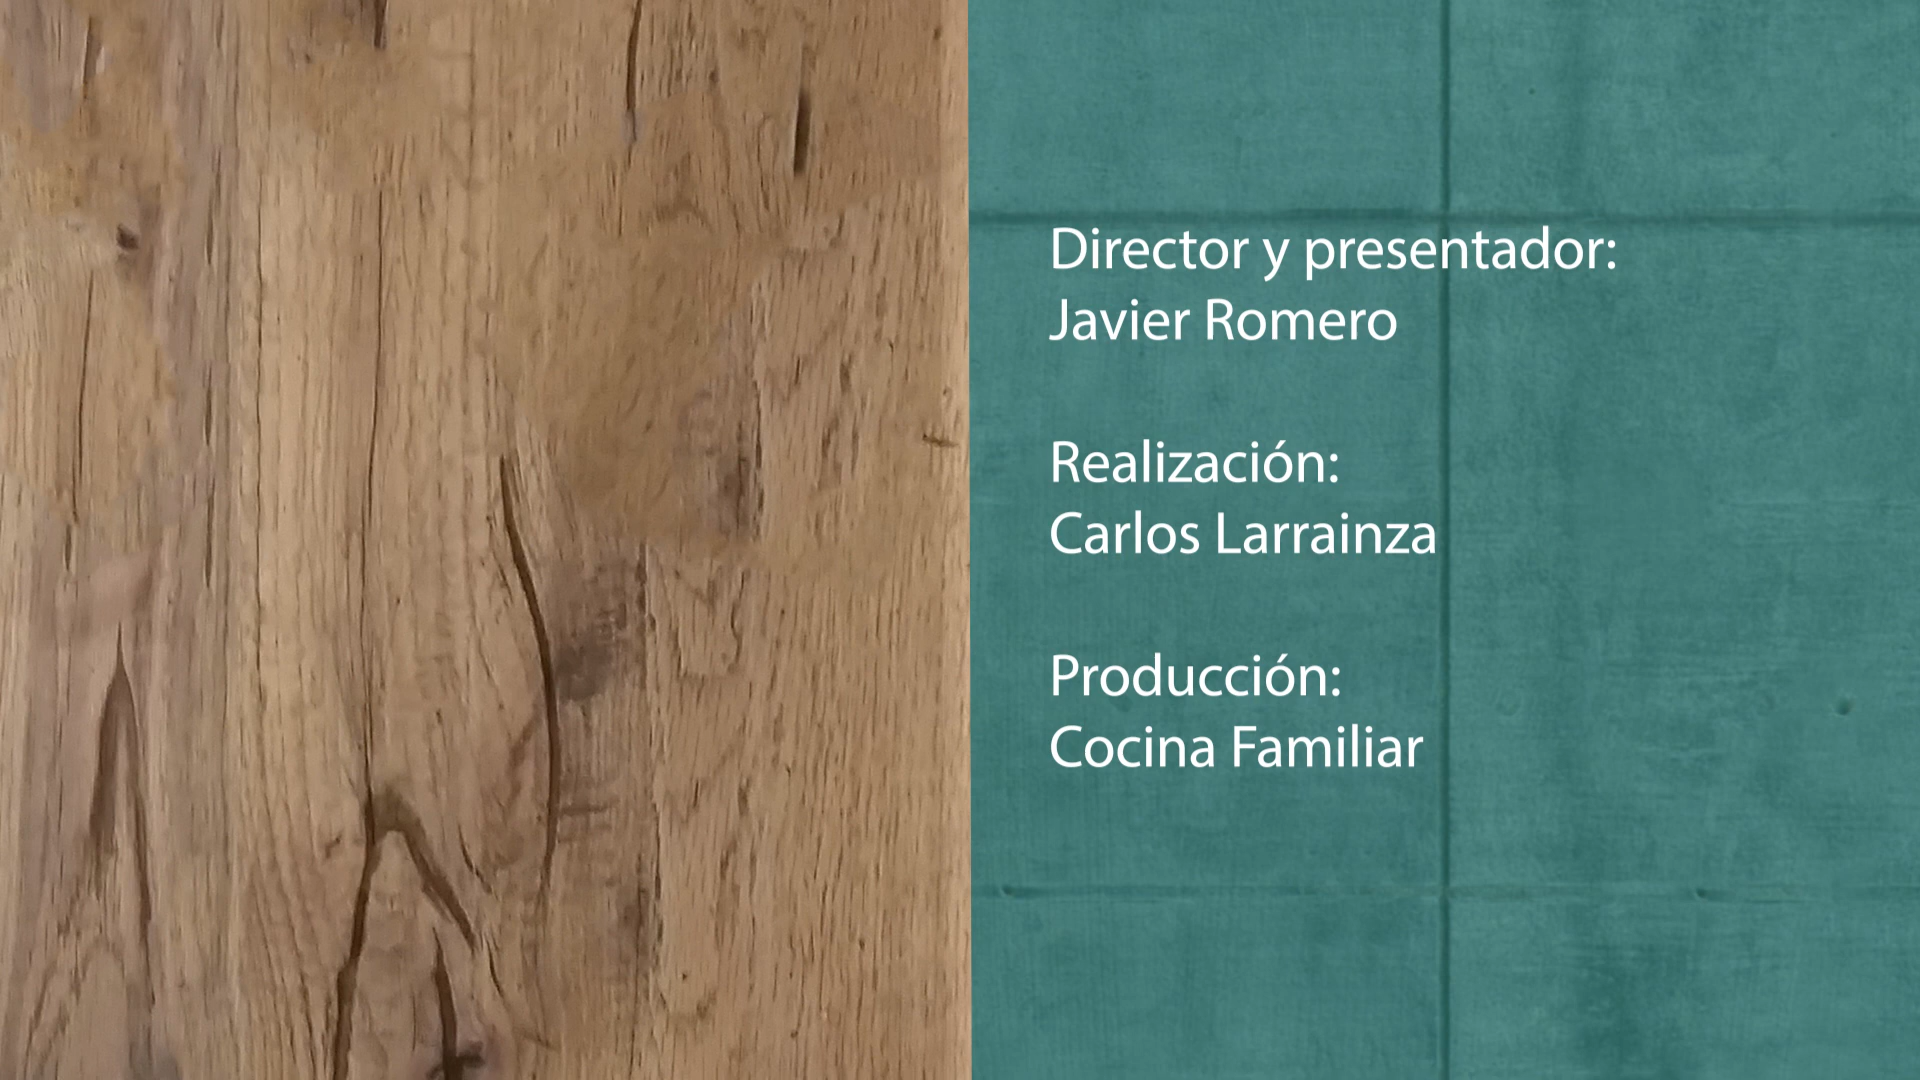 Director y presentador:
Javier Romero
Realización:
Carlos Larrainza
Producción:
Cocina Familiar